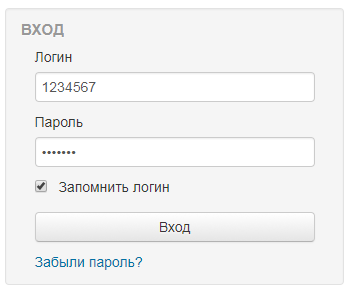 ВХОД
Логин
1234567
Пароль
•••••••
Запомнить логин
Вход
Забыли пароль?